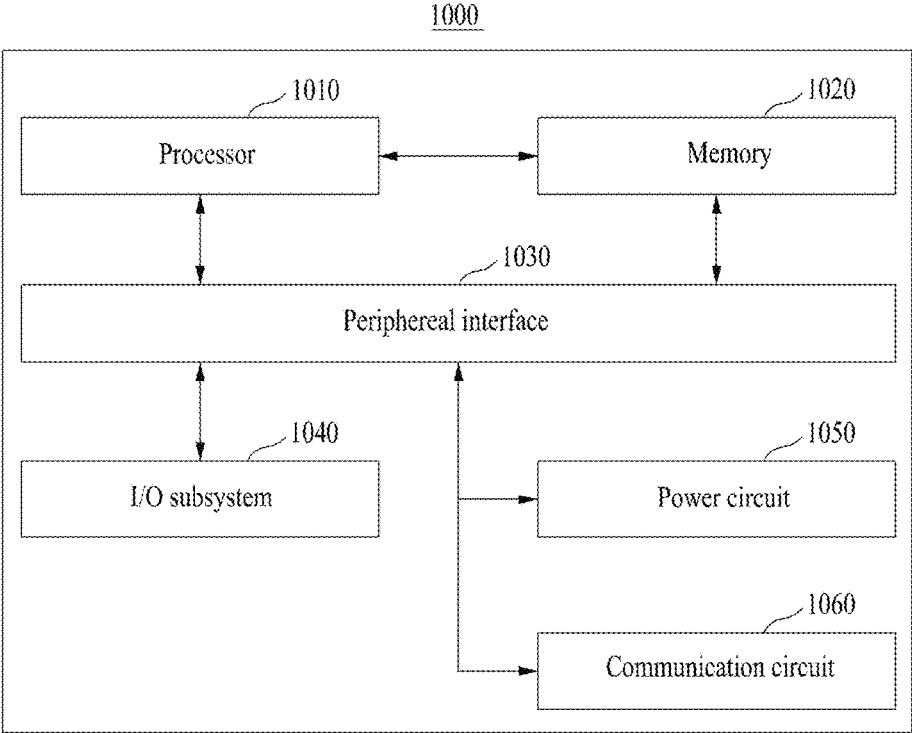 1000
1010
1020
Processor
Memory
1030
Periphereal interface
1040
1050
I/O subsystem
Power circuit
1060
Communication circuit